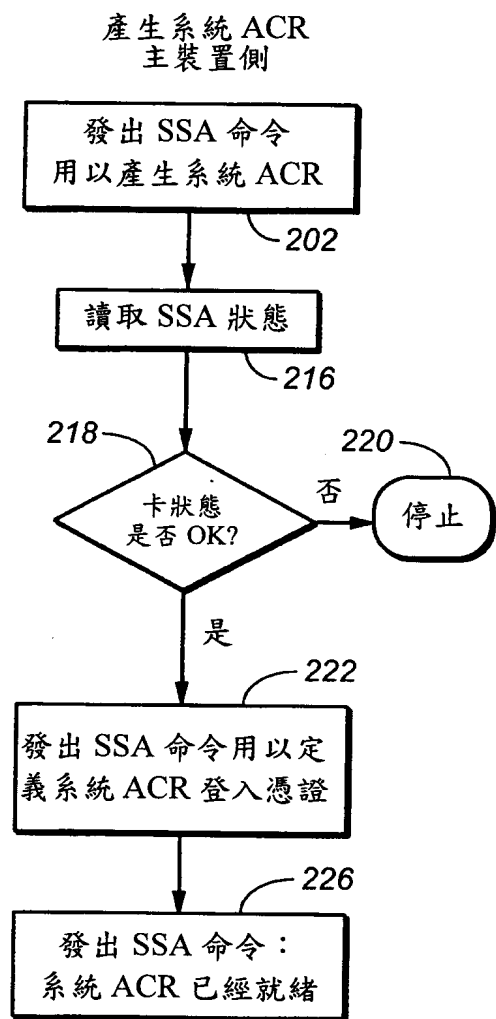 產生系統 ACR
主裝置側
發出 SSA 命令
用以產生系統 ACR
202
讀取 SSA 狀態
216
218
卡狀態
是否 OK?
否
220
停止
是
222
發出 SSA 命令用以定
義系統 ACR 登入憑證
226
發出 SSA 命令：
系統 ACR 已經就緒